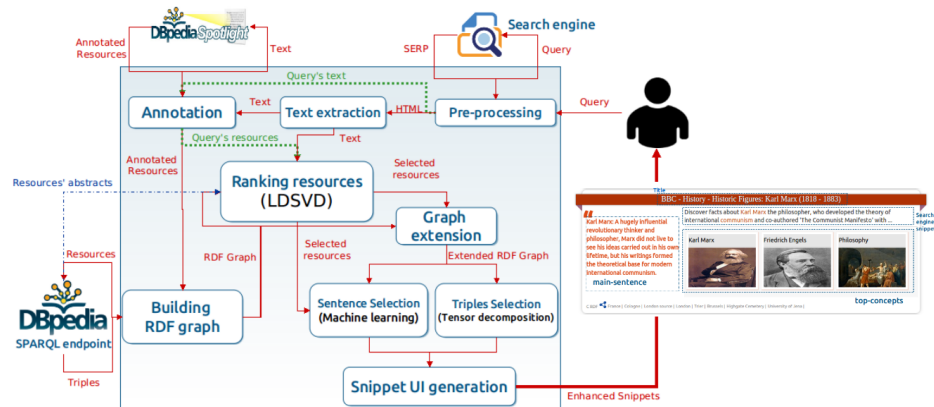 DBpedia Spotlight
Annotated
Resources
Text
Search engine
SERP
Query
Query's text
Annotation
Text
Text extraction
HTML
Pre-processing
Query
Query's resources
Text
Annotated
Resources
Selected
resources
Resources' abstracts
Ranking resources
(LDSVD)
Graph
extension
RDF Graph
Selected
resources
Extended RDF Graph
Resources
DBpedia
SPARQL endpoint
Triples
Building
RDF graph
Sentence Selection
(Machine learning)
Triples Selection
(Tensor decomposition)
Snippet UI generation
Enhanced Snippets
Title
BBC - History - Historic Figures: Karl Marx (1818 - 1883)
Discover facts about Karl Marx the philosopher, who developed the theory of
international communism and co-authored 'The Communist Manifesto' with ...
Search
engine
snippet
Karl Marx: A hugely influential
revolutionary thinker and
philosopher, Marx did not live to
see his ideas carried out in his own
lifetime, but his writings formed
the theoretical base for modern
international communism.
main-sentence
Karl Marx
Friedrich Engels
Philosophy
top-concepts